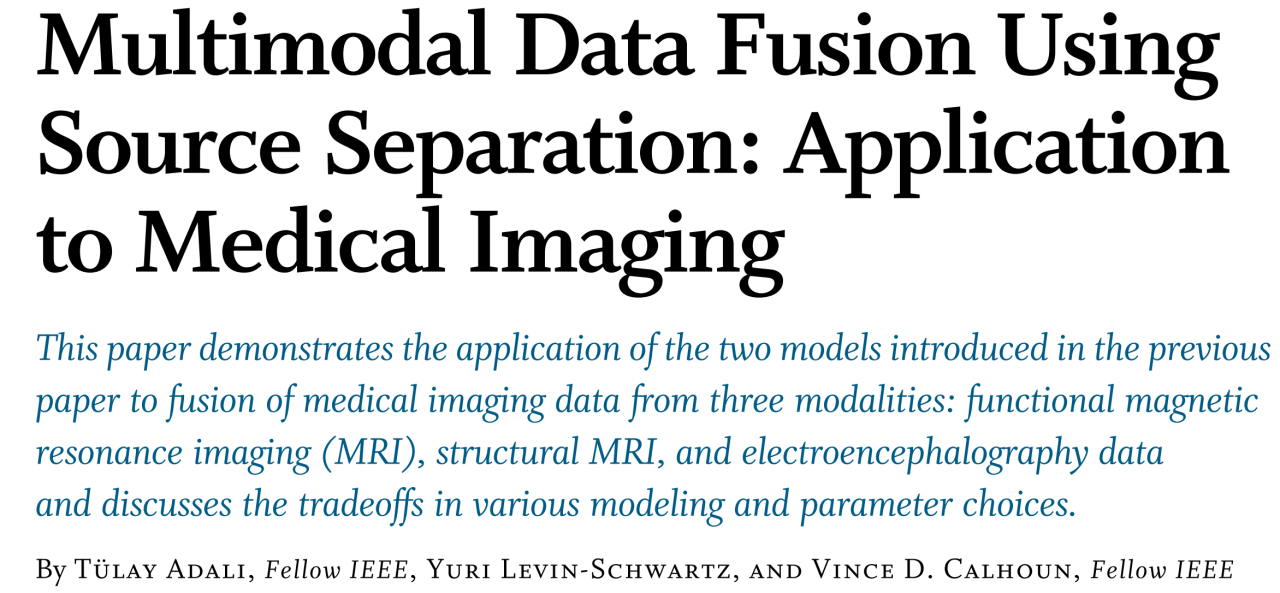 Multimodal Data Fusion Using
Source Separation: Application
to Medical Imaging
This paper demonstrates the application of the two models introduced in the previous
paper to fusion of medical imaging data from three modalities: functional magnetic
resonance imaging (MRI), structural MRI, and electroencephalography data
and discusses the tradeoffs in various modeling and parameter choices.
By Tülay Adali, Fellow IEEE, Yuri Levin-Schwartz, and Vince D. Calhoun, Fellow IEEE